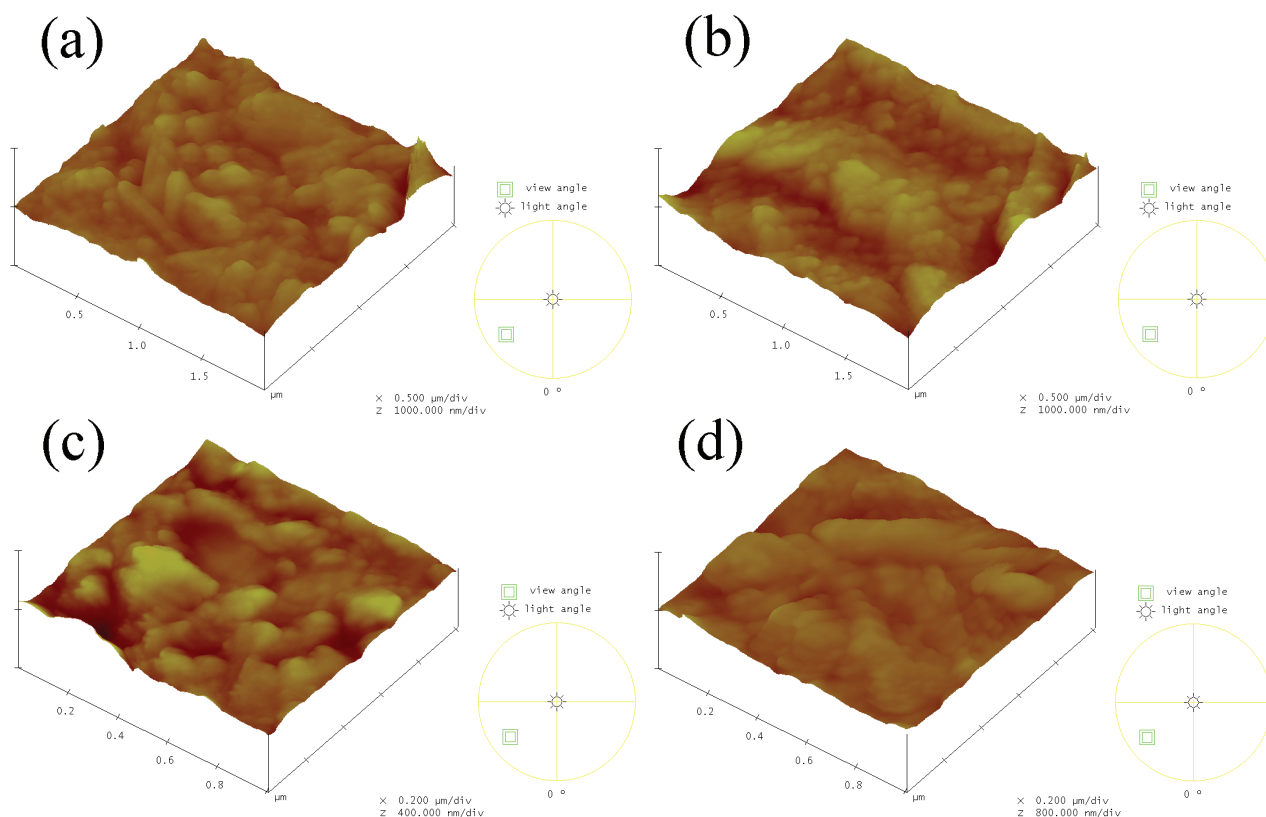 (a)
view angle
light angle
0.5
1.0
1.5
µm
0 º
X 0.500 µm/div
Z 1000.000 nm/div
(b)
view angle
light angle
0.5
1.0
1.5
µm
0 º
X 0.500 µm/div
Z 1000.000 nm/div
(c)
view angle
light angle
0.2
0.4
0.6
0.8
µm
0 º
X 0.200 µm/div
Z 400.000 nm/div
(d)
view angle
light angle
0.2
0.4
0.6
0.8
µm
0 º
X 0.200 µm/div
Z 800.000 nm/div